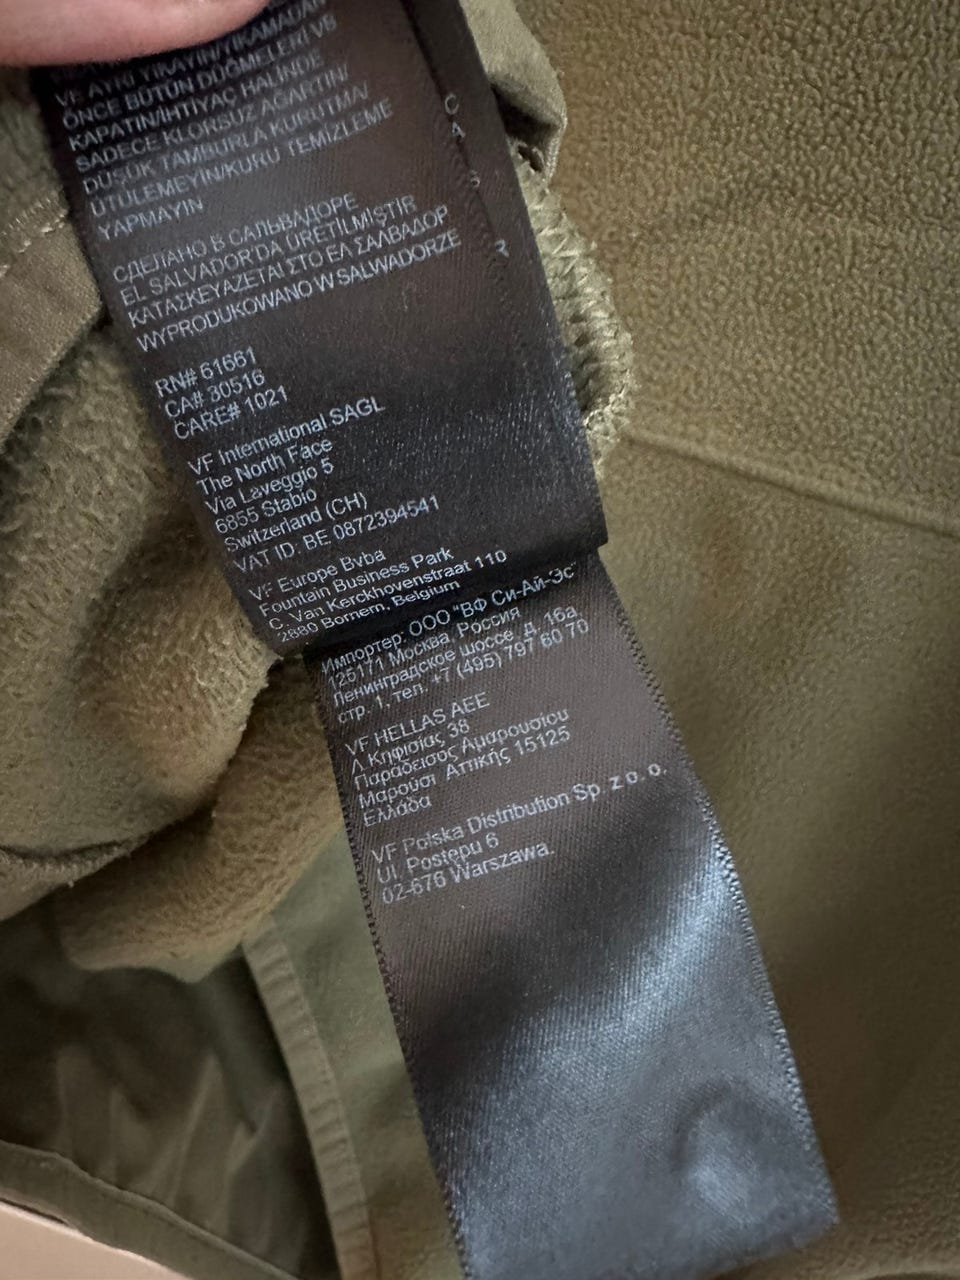 VE AYRI YIKAYIN/YIKAMADAN
ÖNCE BÜTÜN DÜĞMELERİ VE
KAPATIN/İHTİYAÇ HALİNDE
SADECE KLORSUZ AĞARTIN/
DÜŞÜK TAMBURLA KURUTMA/
ÜTÜLEMEYİN/KURU TEMİZLEME
YAPMAYIN
СДЕЛАНО В САЛЬВАДОРЕ
EL SALVADOR'DA ÜRETİLMİŞTİR
ΚΑΤΑΣΚΕΥΑΖΕΤΑΙ ΣΤΟ ΕΛ ΣΑΛΒΑΔΟΡ
WYPRODUKOWANO W SALWADORZE
RN# 61661
CA# 30516
CARE# 1021
VF International SAGL
The North Face
Via Laveggio 5
6855 Stabio
Switzerland (CH)
VAT ID: BE 0872394541
VF Europe Bvba
Fountain Business Park
C. Van Kerckhovenstraat 110
2880 Bornem, Belgium
Импортер: ООО "ВФ Си-Ай-Эс"
125171 Москва, Россия
Ленинградское шоссе, д. 16а,
стр. 1, тел. +7 (495) 797 60 70
VF HELLAS AEE
Λ Κηφισίας 38
Παράδεισος Αμαρουσίου
Μαρούσι Αττικής 15125
Ελλάδα
VF Polska Distribution Sp. z o. o.
Ul. Postępu 6
02-676 Warszawa.